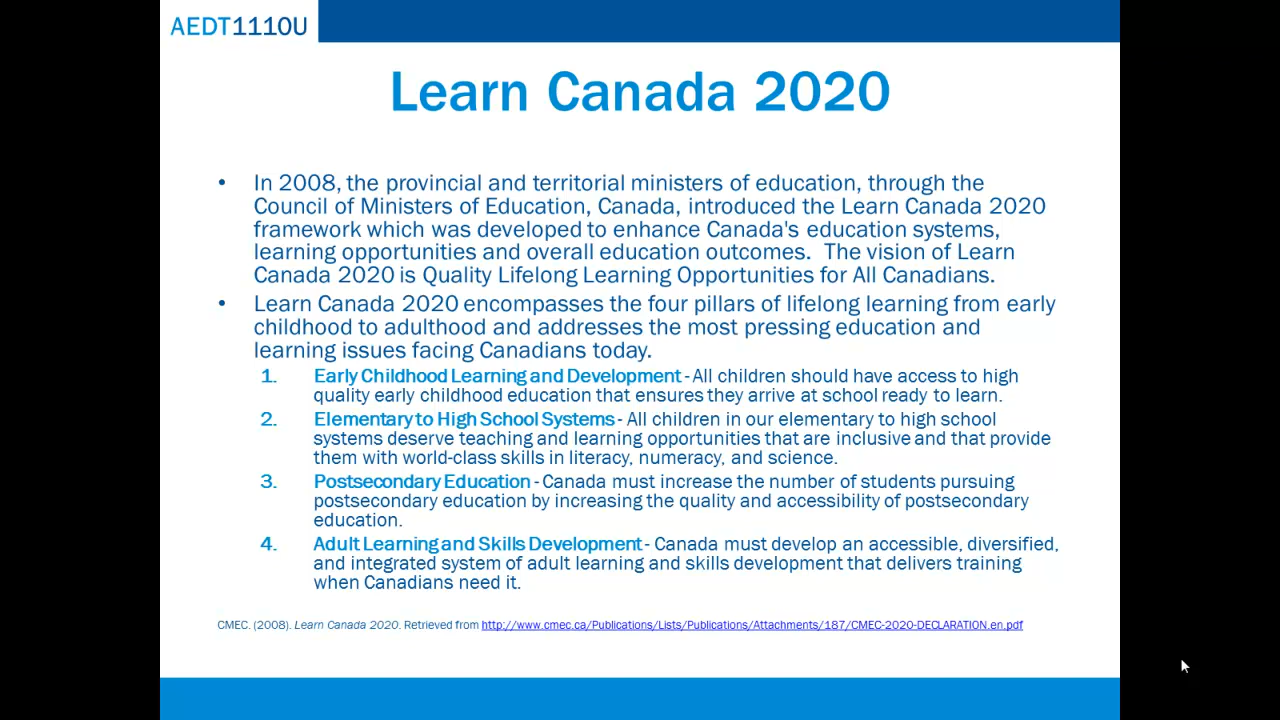 AEDT1110U
Learn Canada 2020
• In 2008, the provincial and territorial ministers of education, through the
Council of Ministers of Education, Canada, introduced the Learn Canada 2020
framework which was developed to enhance Canada's education systems,
learning opportunities and overall education outcomes.  The vision of Learn
Canada 2020 is Quality Lifelong Learning Opportunities for All Canadians.
• Learn Canada 2020 encompasses the four pillars of lifelong learning from early
childhood to adulthood and addresses the most pressing education and
learning issues facing Canadians today.
1. Early Childhood Learning and Development - All children should have access to high
quality early childhood education that ensures they arrive at school ready to learn.
2. Elementary to High School Systems - All children in our elementary to high school
systems deserve teaching and learning opportunities that are inclusive and that provide
them with world-class skills in literacy, numeracy, and science.
3. Postsecondary Education - Canada must increase the number of students pursuing
postsecondary education by increasing the quality and accessibility of postsecondary
education.
4. Adult Learning and Skills Development - Canada must develop an accessible, diversified,
and integrated system of adult learning and skills development that delivers training
when Canadians need it.
CMEC. (2008). Learn Canada 2020. Retrieved from http://www.cmec.ca/Publications/Lists/Publications/Attachments/187/CMEC-2020-DECLARATION.en.pdf